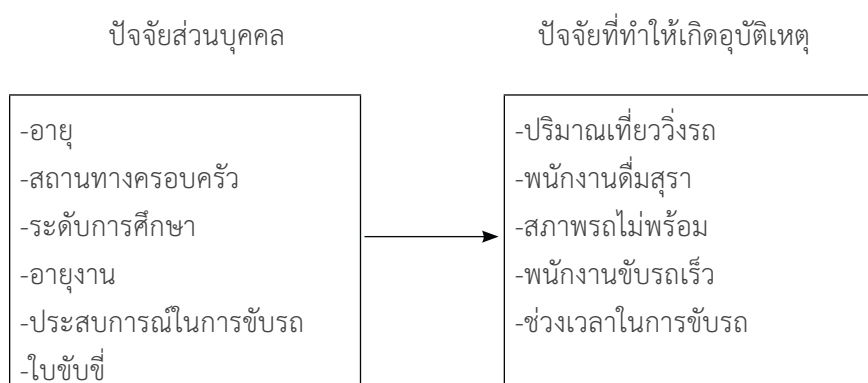 ปัจจัยส่วนบุคคล
-อายุ
-สถานทางครอบครัว
-ระดับการศึกษา
-อายุงาน
-ประสบการณ์ในการขับรถ
-ใบขับขี่
ปัจจัยที่ทำให้เกิดอุบัติเหตุ
-ปริมาณเที่ยววิ่งรถ
-พนักงานดื่มสุรา
-สภาพรถไม่พร้อม
-พนักงานขับรถเร็ว
-ช่วงเวลาในการขับรถ